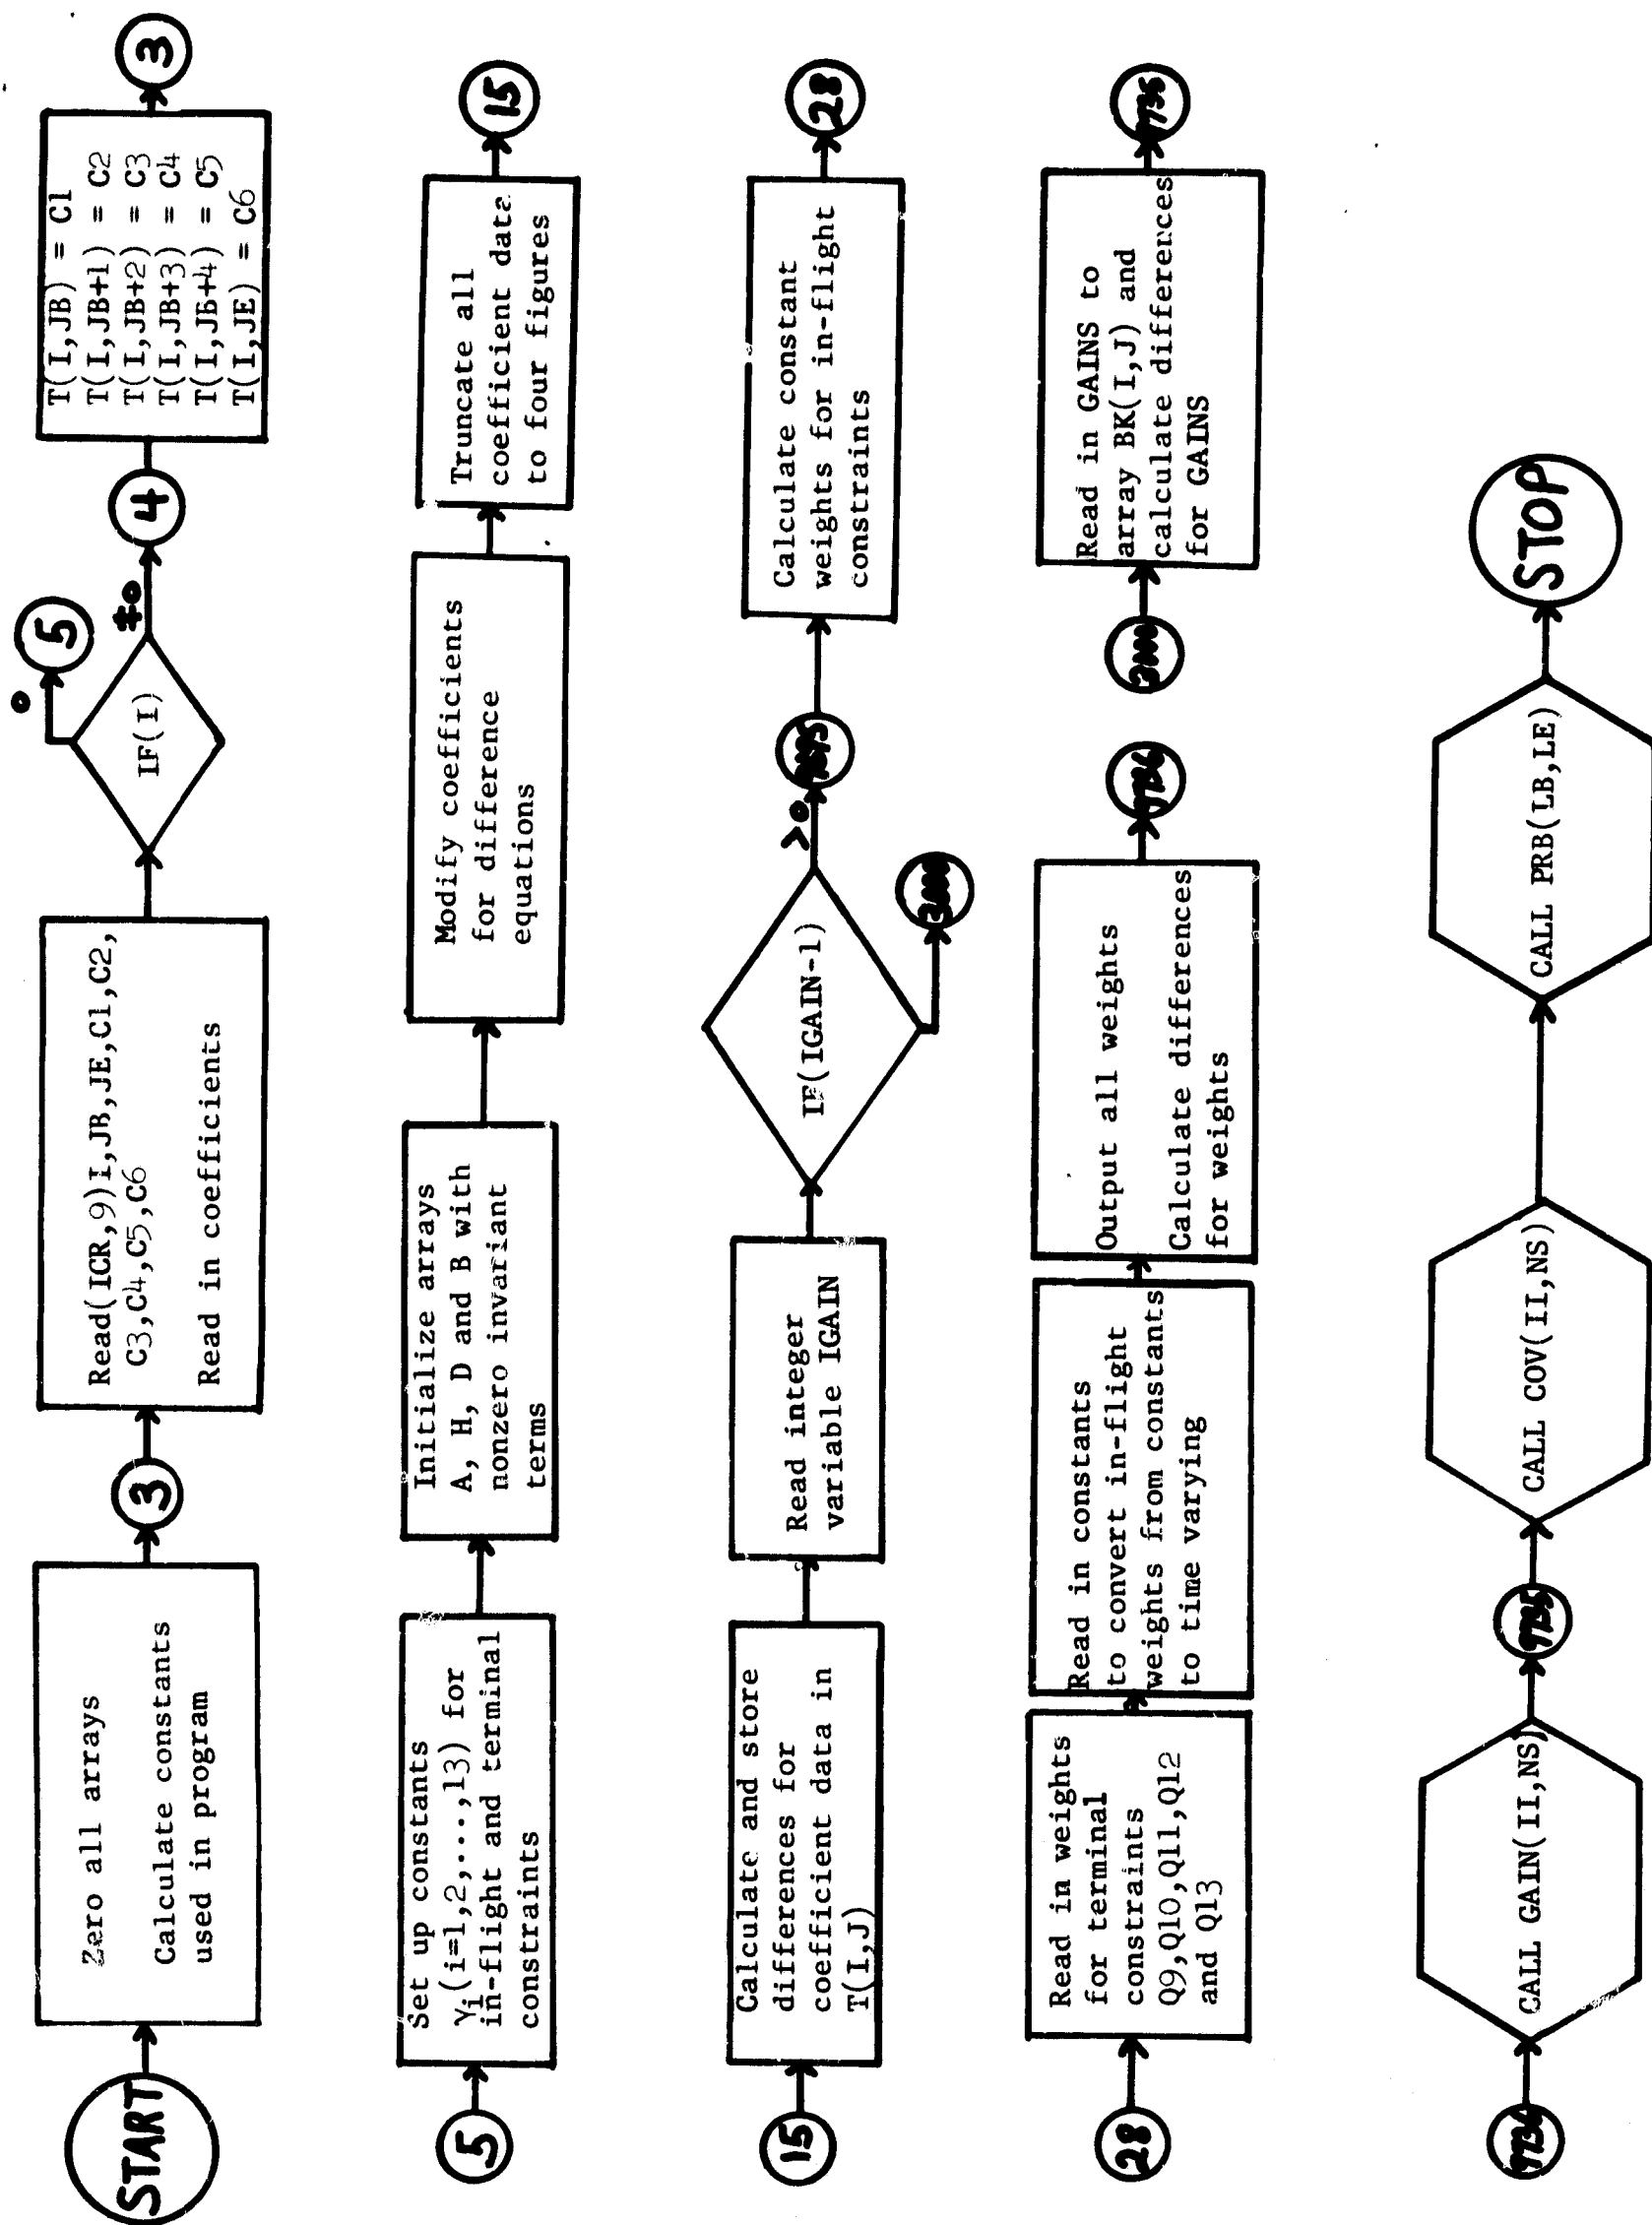 START
Zero all arrays
Calculate constants
used in program
3
Read(ICR,9)I,JB,JE,C1,C2,
C3,C4,C5,C6
Read in coefficients
IF(I)
0
5
≠0
4
T(I,JB) = C1
T(I,JB+1) = C2
T(I,JB+2) = C3
T(I,JB+3) = C4
T(I,JB+4) = C5
T(I,JE) = C6
3
5
Set up constants
γi(i=1,2,...,13) for
in-flight and terminal
constraints
Initialize arrays
A, H, D and B with
nonzero invariant
terms
Modify coefficients
for difference
equations
Truncate all
coefficient data
to four figures
15
15
Calculate and store
differences for
coefficient data in
T(I,J)
Read integer
variable IGAIN
IF(IGAIN-1)
>0
3000
Calculate constant
weights for in-flight
constraints
28
28
Read in weights
for terminal
constraints
Q9,Q10,Q11,Q12
and Q13
Read in constants
to convert in-flight
weights from constants
to time varying
Output all weights
Calculate differences
for weights
7736
3000
Read in GAINS to
array BK(I,J) and
calculate differences
for GAINS
7735
7736
CALL GAIN(II,NS)
7735
CALL COV(II,NS)
CALL PRB(LB,LE)
STOP